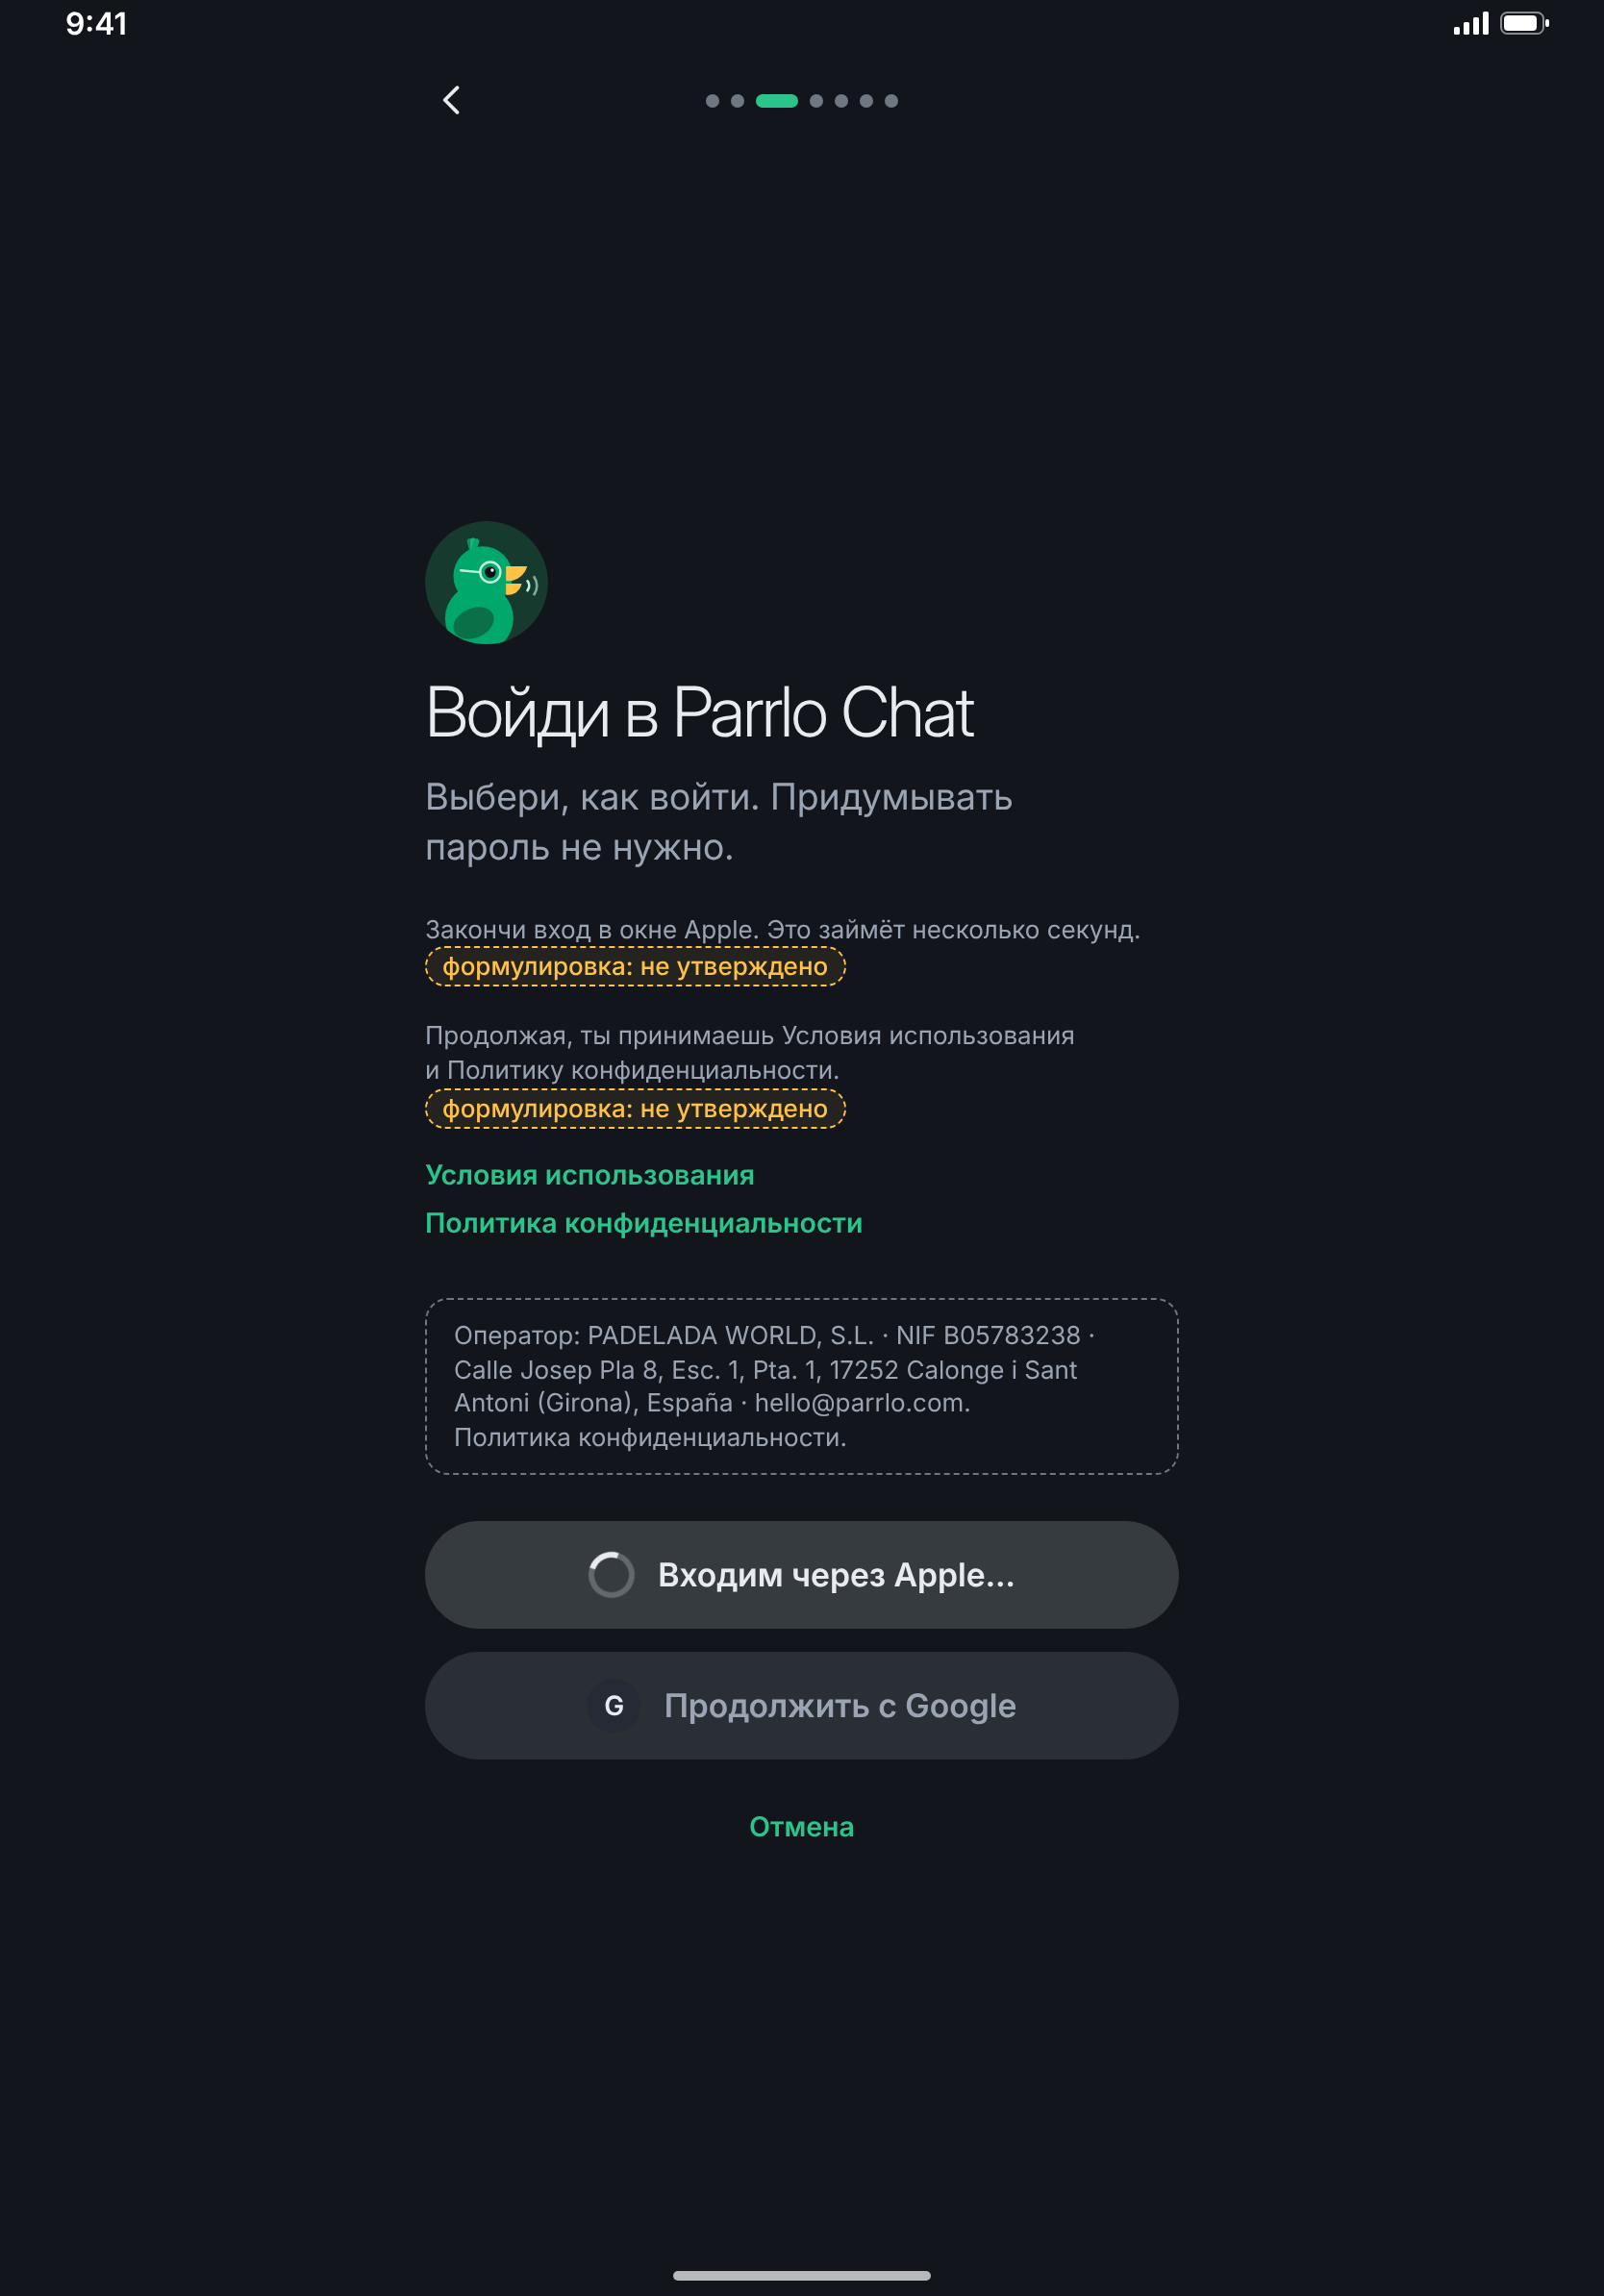 9:41
Войди в Parrlo Chat
Выбери, как войти. Придумывать
пароль не нужно.
Закончи вход в окне Apple. Это займёт несколько секунд.
формулировка: не утверждено
Продолжая, ты принимаешь Условия использования
и Политику конфиденциальности.
формулировка: не утверждено
Условия использования
Политика конфиденциальности
Оператор: PADELADA WORLD, S.L. · NIF B05783238 ·
Calle Josep Pla 8, Esc. 1, Pta. 1, 17252 Calonge i Sant
Antoni (Girona), España · hello@parrlo.com.
Политика конфиденциальности.
Входим через Apple…
G Продолжить с Google
Отмена